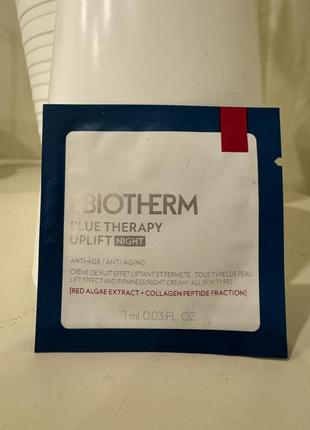 BIOTHERM
BLUE THERAPY
UPLIFT NIGHT
ANTI-ÂGE / ANTI-AGING
CRÈME DE NUIT EFFET LIFTANT ET FERMETÉ • TOUS TYPES DE PEAU
LIFT EFFECT AND FIRMNESS NIGHT CREAM • ALL SKIN TYPES
[RED ALGAE EXTRACT + COLLAGEN PEPTIDE FRACTION]
1 ml 0.03 FL. OZ.